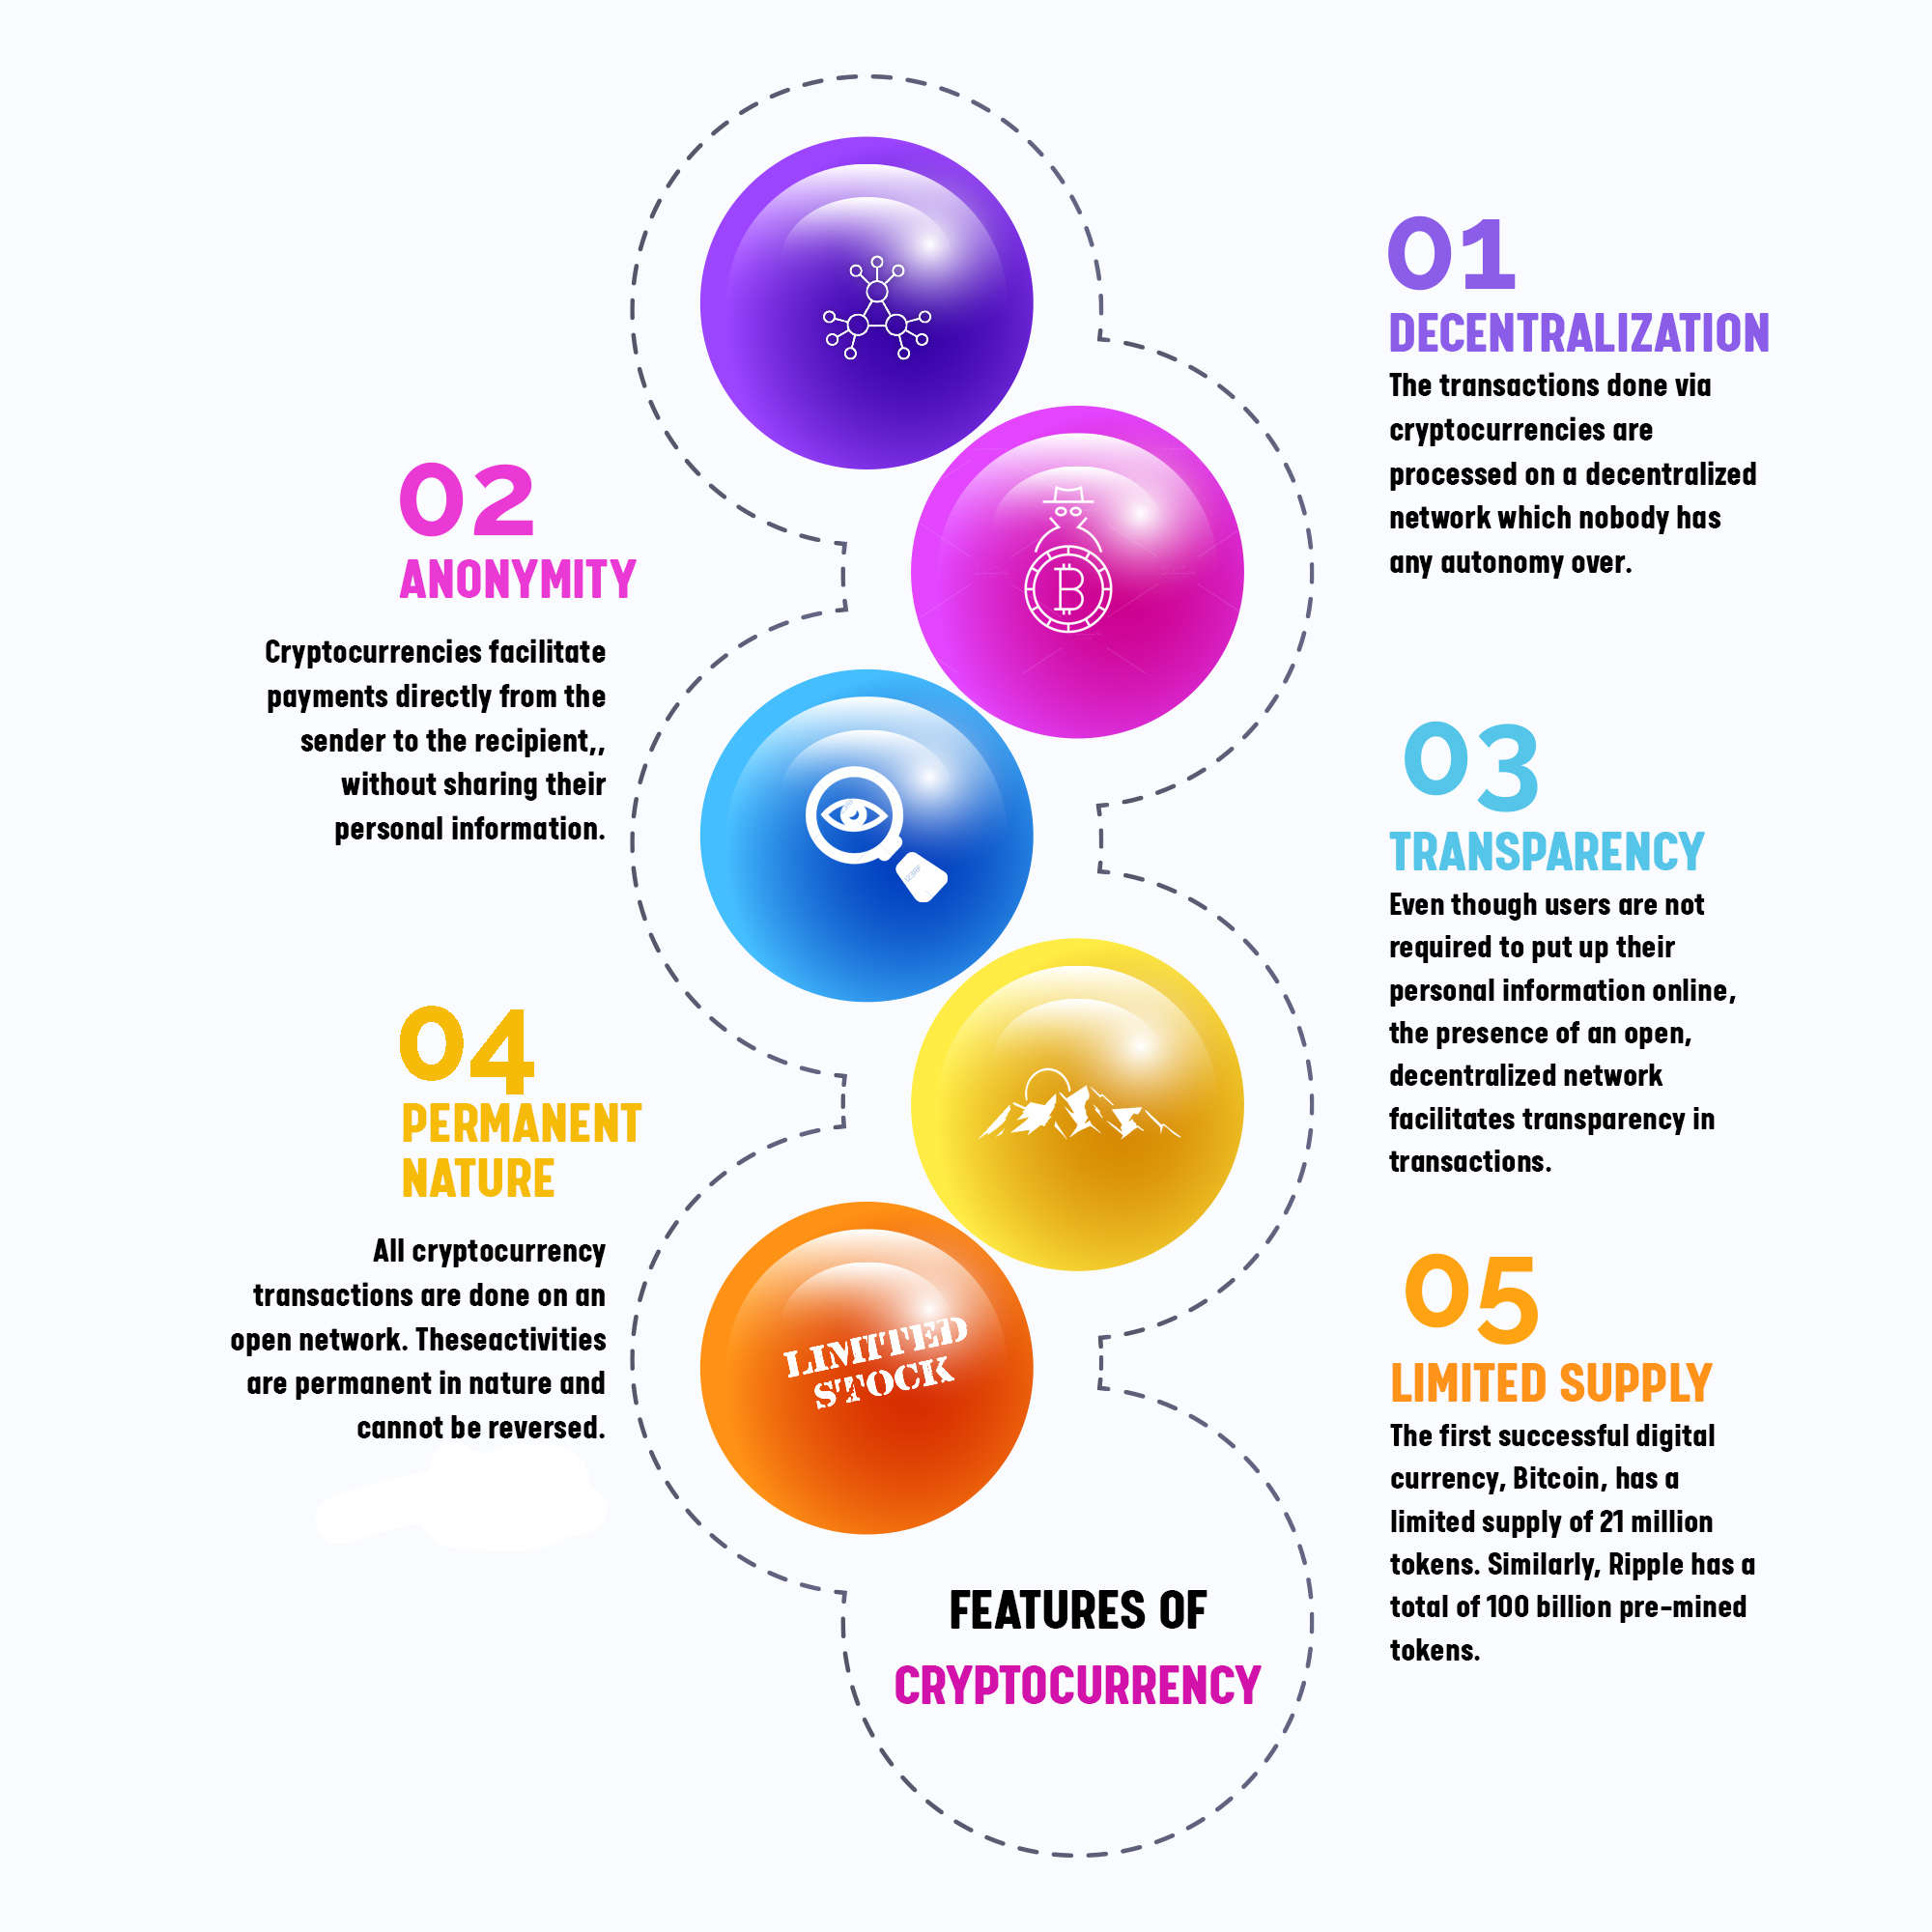 01
DECENTRALIZATION
The transactions done via
cryptocurrencies are
processed on a decentralized
network which nobody has
any autonomy over.
02
ANONYMITY
Cryptocurrencies facilitate
payments directly from the
sender to the recipient,,
without sharing their
personal information.
03
TRANSPARENCY
Even though users are not
required to put up their
personal information online,
the presence of an open,
decentralized network
facilitates transparency in
transactions.
04
PERMANENT
NATURE
All cryptocurrency
transactions are done on an
open network. Theseactivities
are permanent in nature and
cannot be reversed.
05
LIMITED SUPPLY
The first successful digital
currency, Bitcoin, has a
limited supply of 21 million
tokens. Similarly, Ripple has a
total of 100 billion pre-mined
tokens.
LIMITED
STOCK
FEATURES OF
CRYPTOCURRENCY